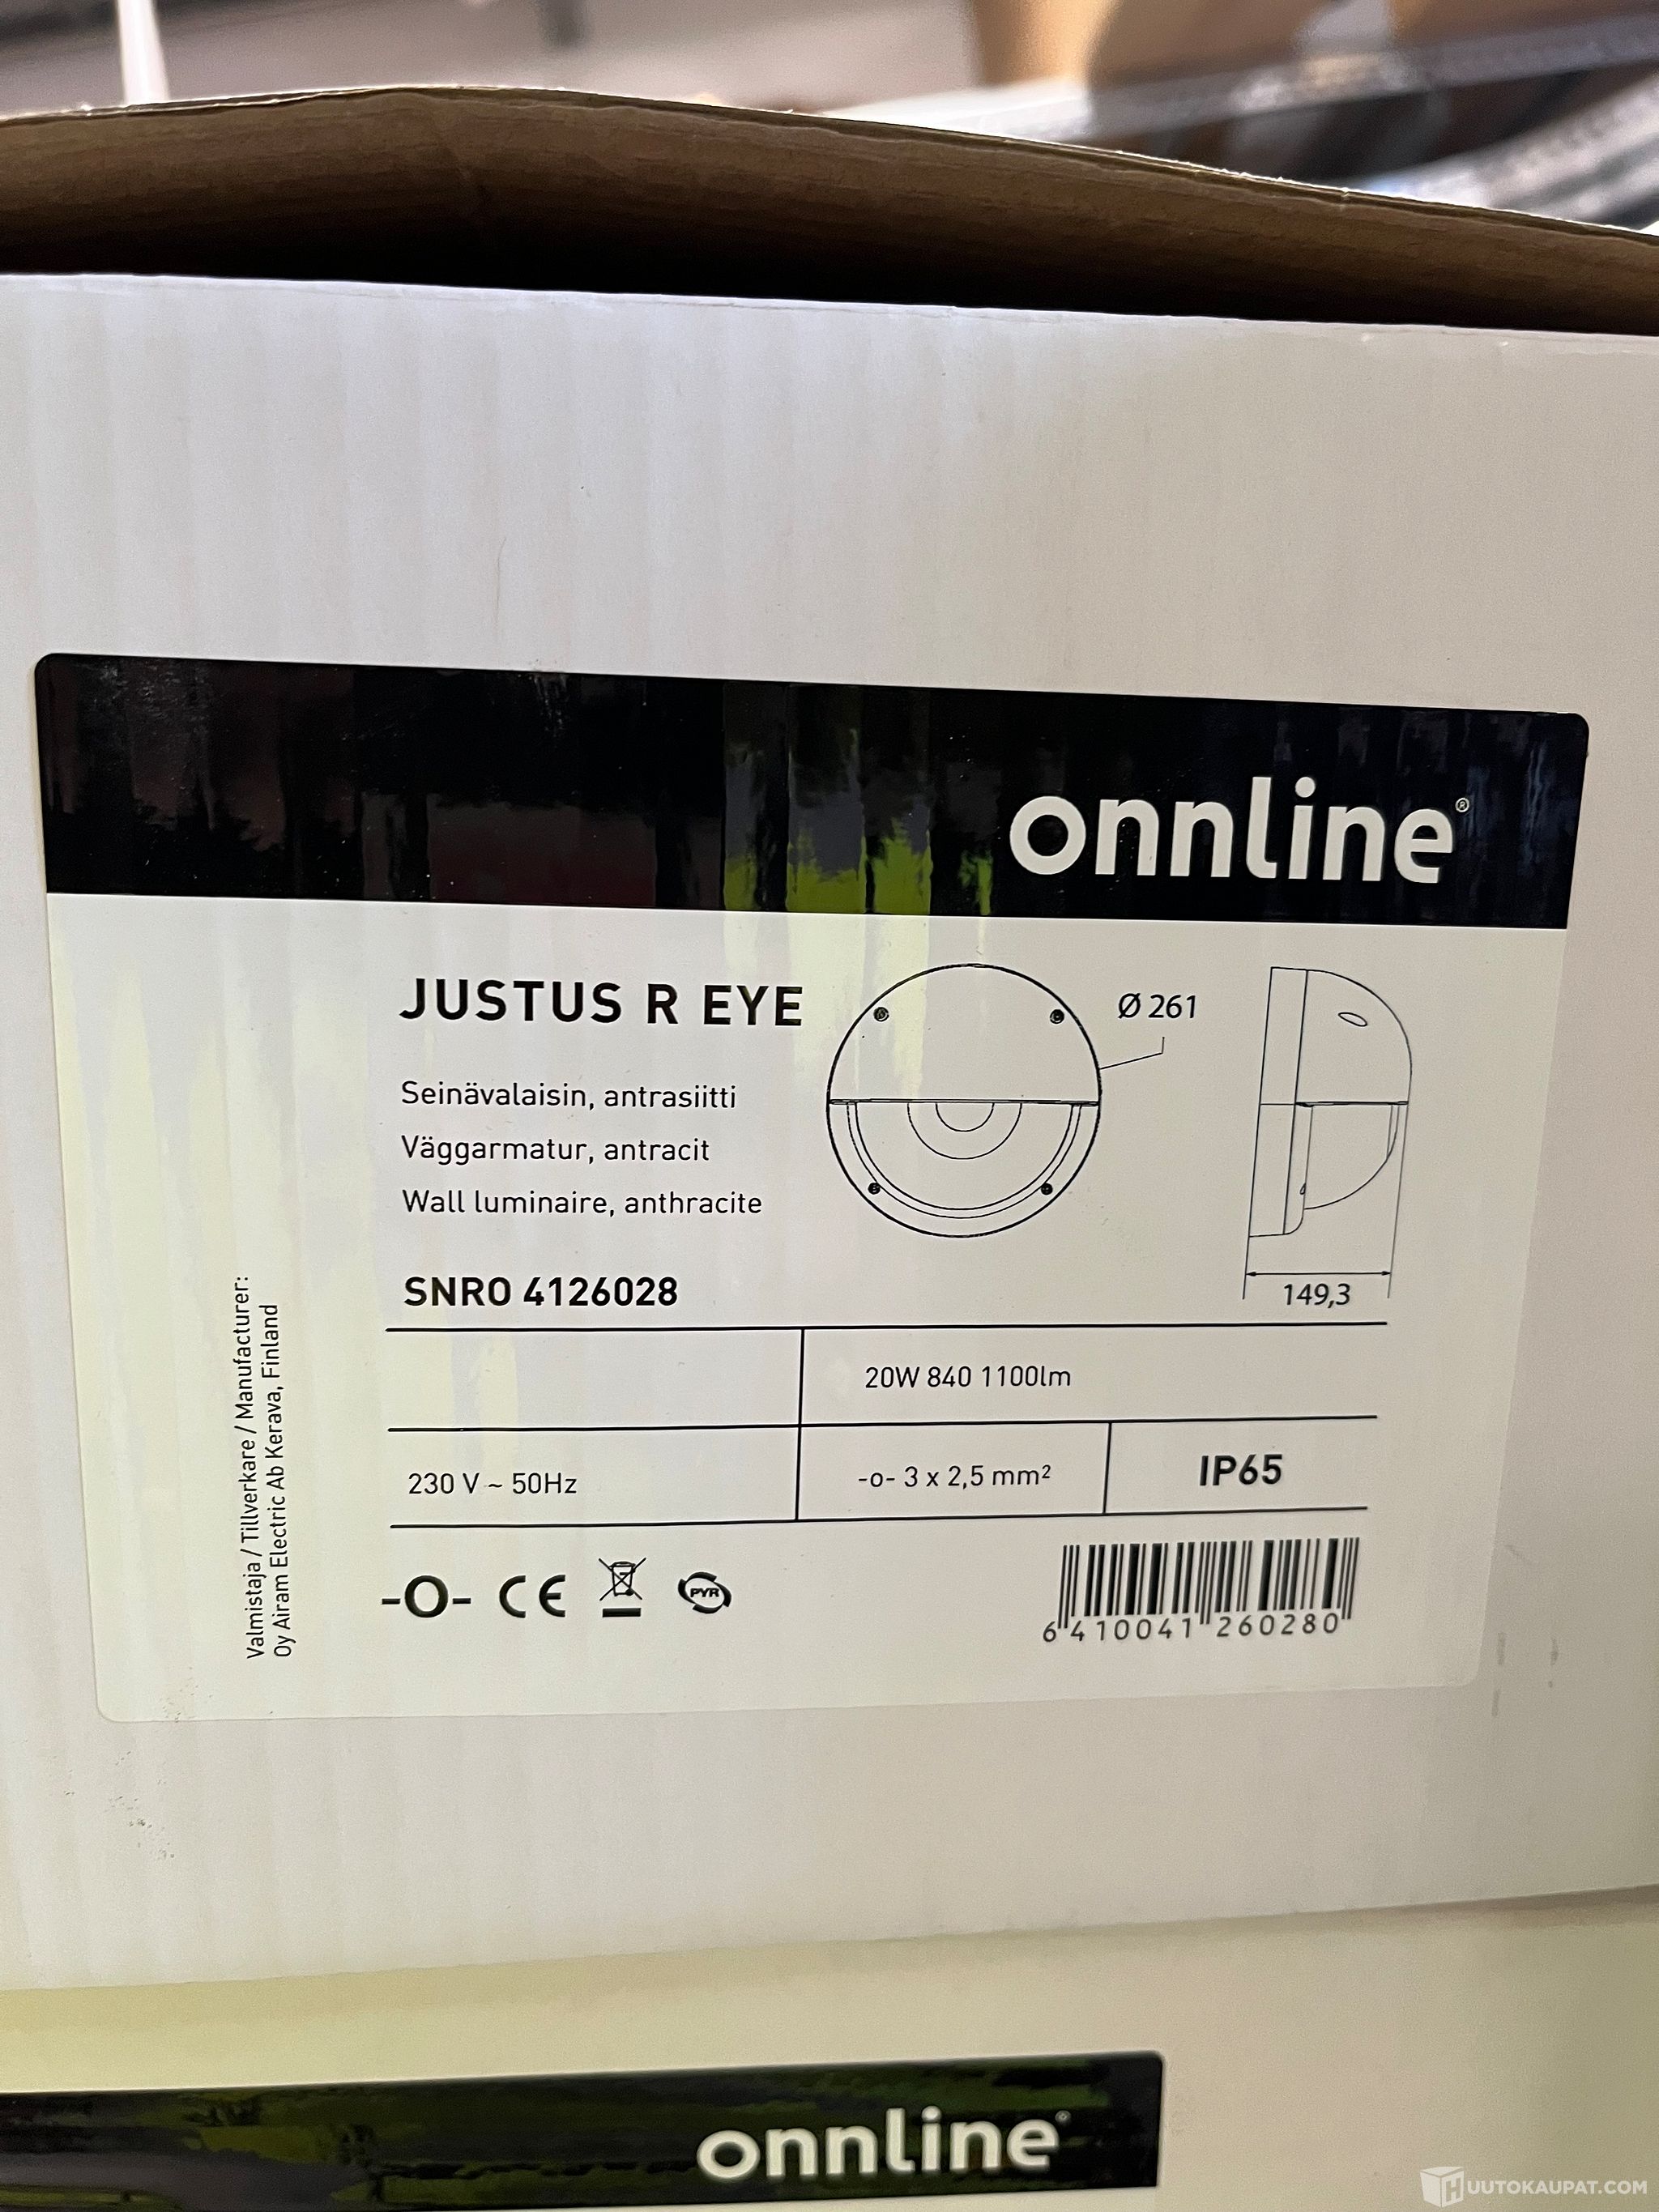 onnline®
JUSTUS R EYE
Ø 261
Seinävalaisin, antrasiitti
Väggarmatur, antracit
Wall luminaire, anthracite
SNRO 4126028
149,3
20W 840 1100lm
230 V ~ 50Hz
-o- 3 x 2,5 mm²
IP65
Valmistaja / Tillverkare / Manufacturer:
Oy Airam Electric Ab Kerava, Finland
-O- CE PYR
6 410041 260280
onnline®
HUUTOKAUPAT.COM